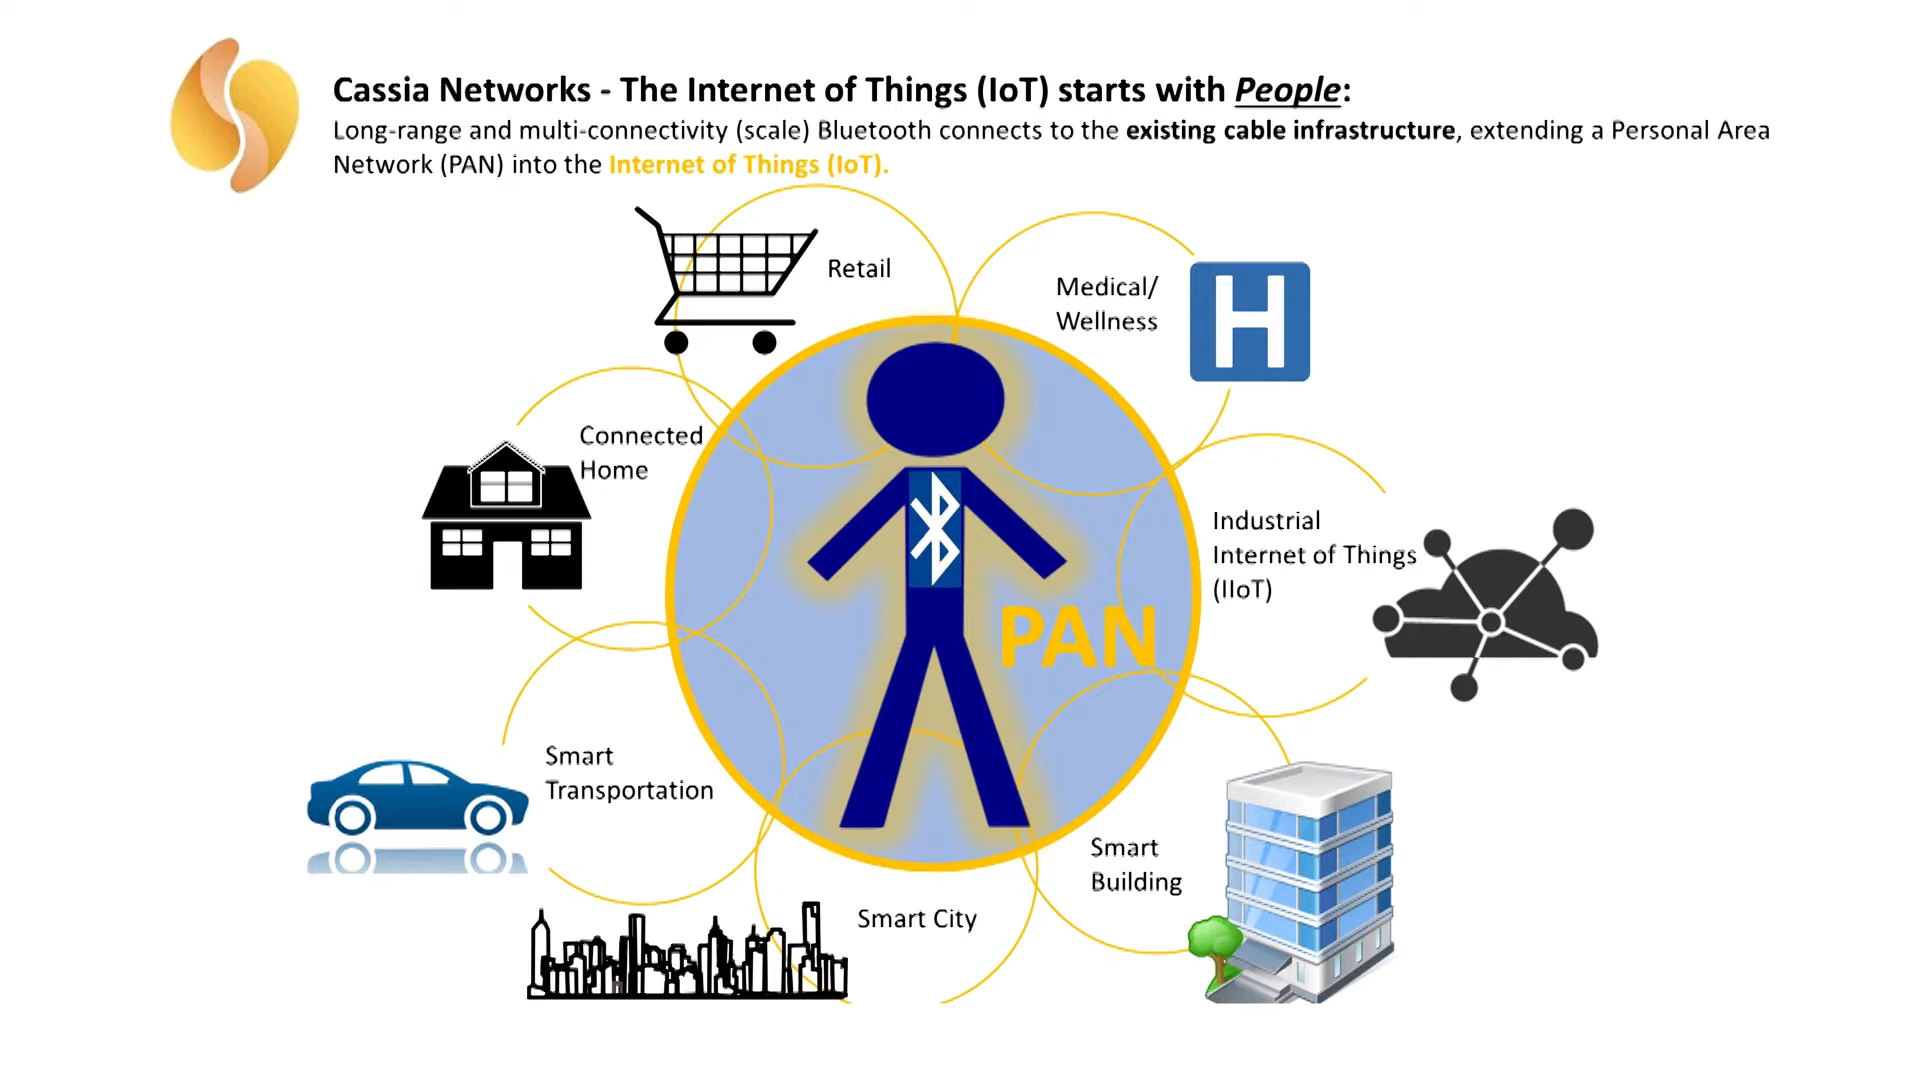 Cassia Networks - The Internet of Things (IoT) starts with People:
Long-range and multi-connectivity (scale) Bluetooth connects to the existing cable infrastructure, extending a Personal Area
Network (PAN) into the Internet of Things (IoT).
Retail
Medical/
Wellness
H
Connected
Home
Industrial
Internet of Things
(IIoT)
PAN
Smart
Transportation
Smart
Building
Smart City